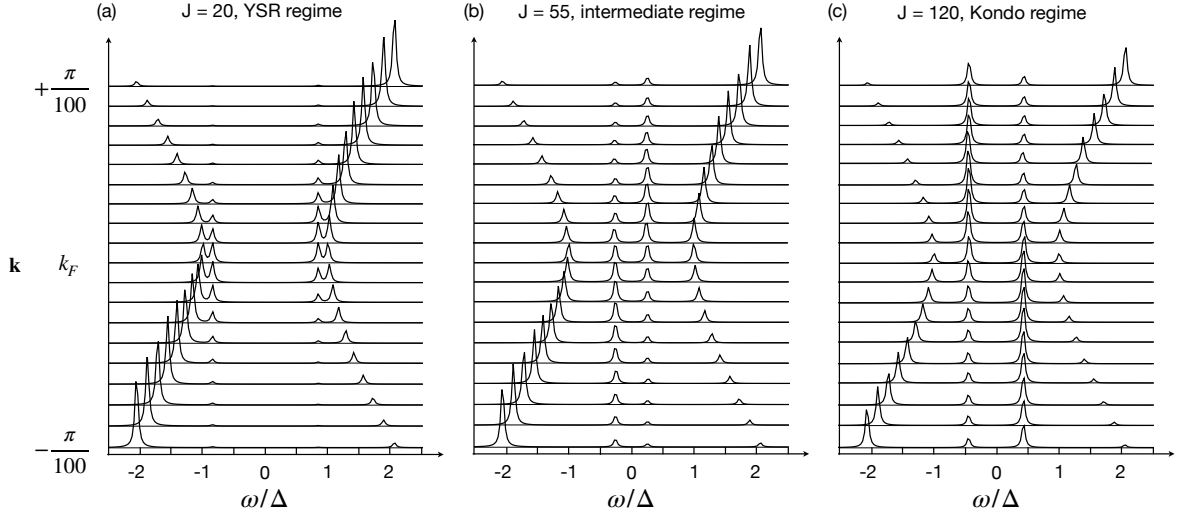 (a) J = 20, YSR regime
(b) J = 55, intermediate regime
(c) J = 120, Kondo regime
+π/100
k k_F
−π/100
-2 -1 0 1 2
-2 -1 0 1 2
-2 -1 0 1 2
ω/Δ
ω/Δ
ω/Δ